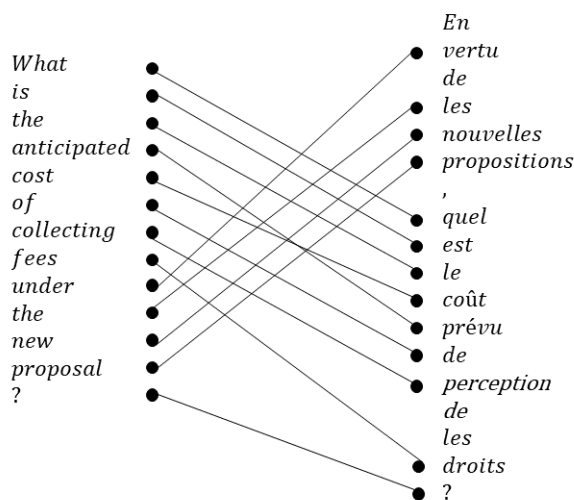 What
is
the
anticipated
cost
of
collecting
fees
under
the
new
proposal
?
En
vertu
de
les
nouvelles
propositions
,
quel
est
le
coût
prévu
de
perception
de
les
droits
?